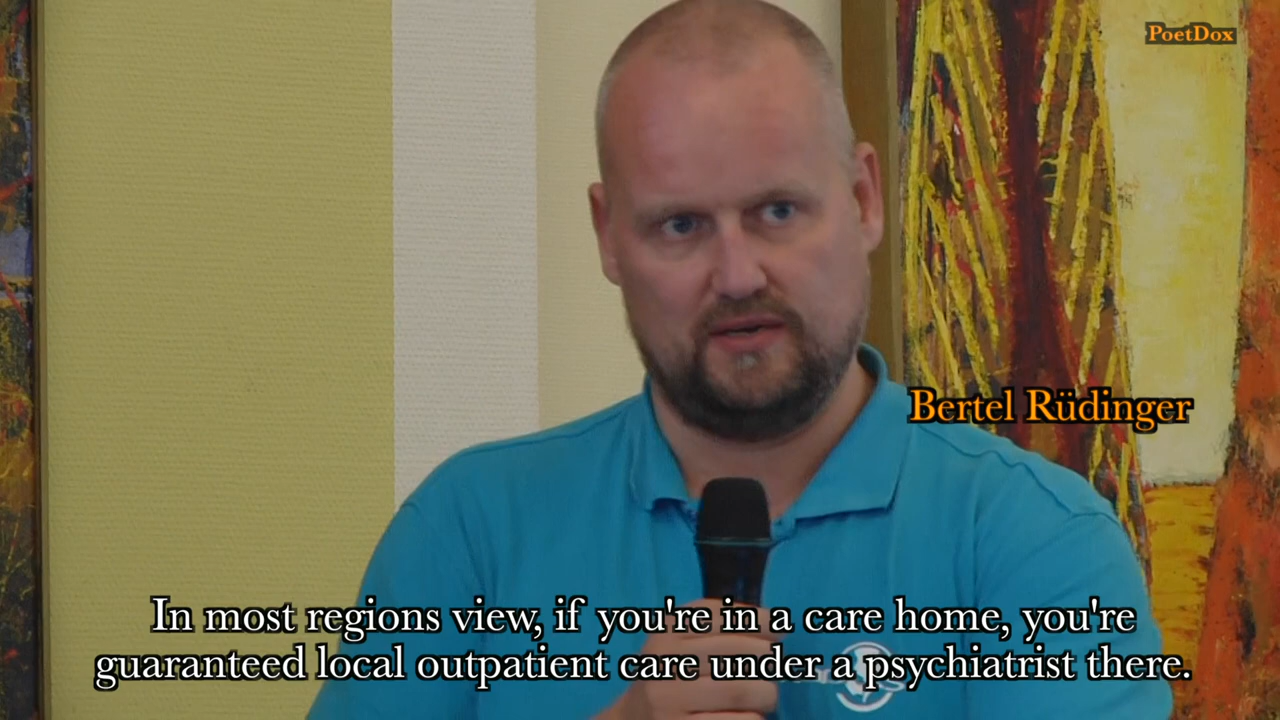 PoetDox
Bertel Rüdinger
In most regions view, if you're in a care home, you're
guaranteed local outpatient care under a psychiatrist there.